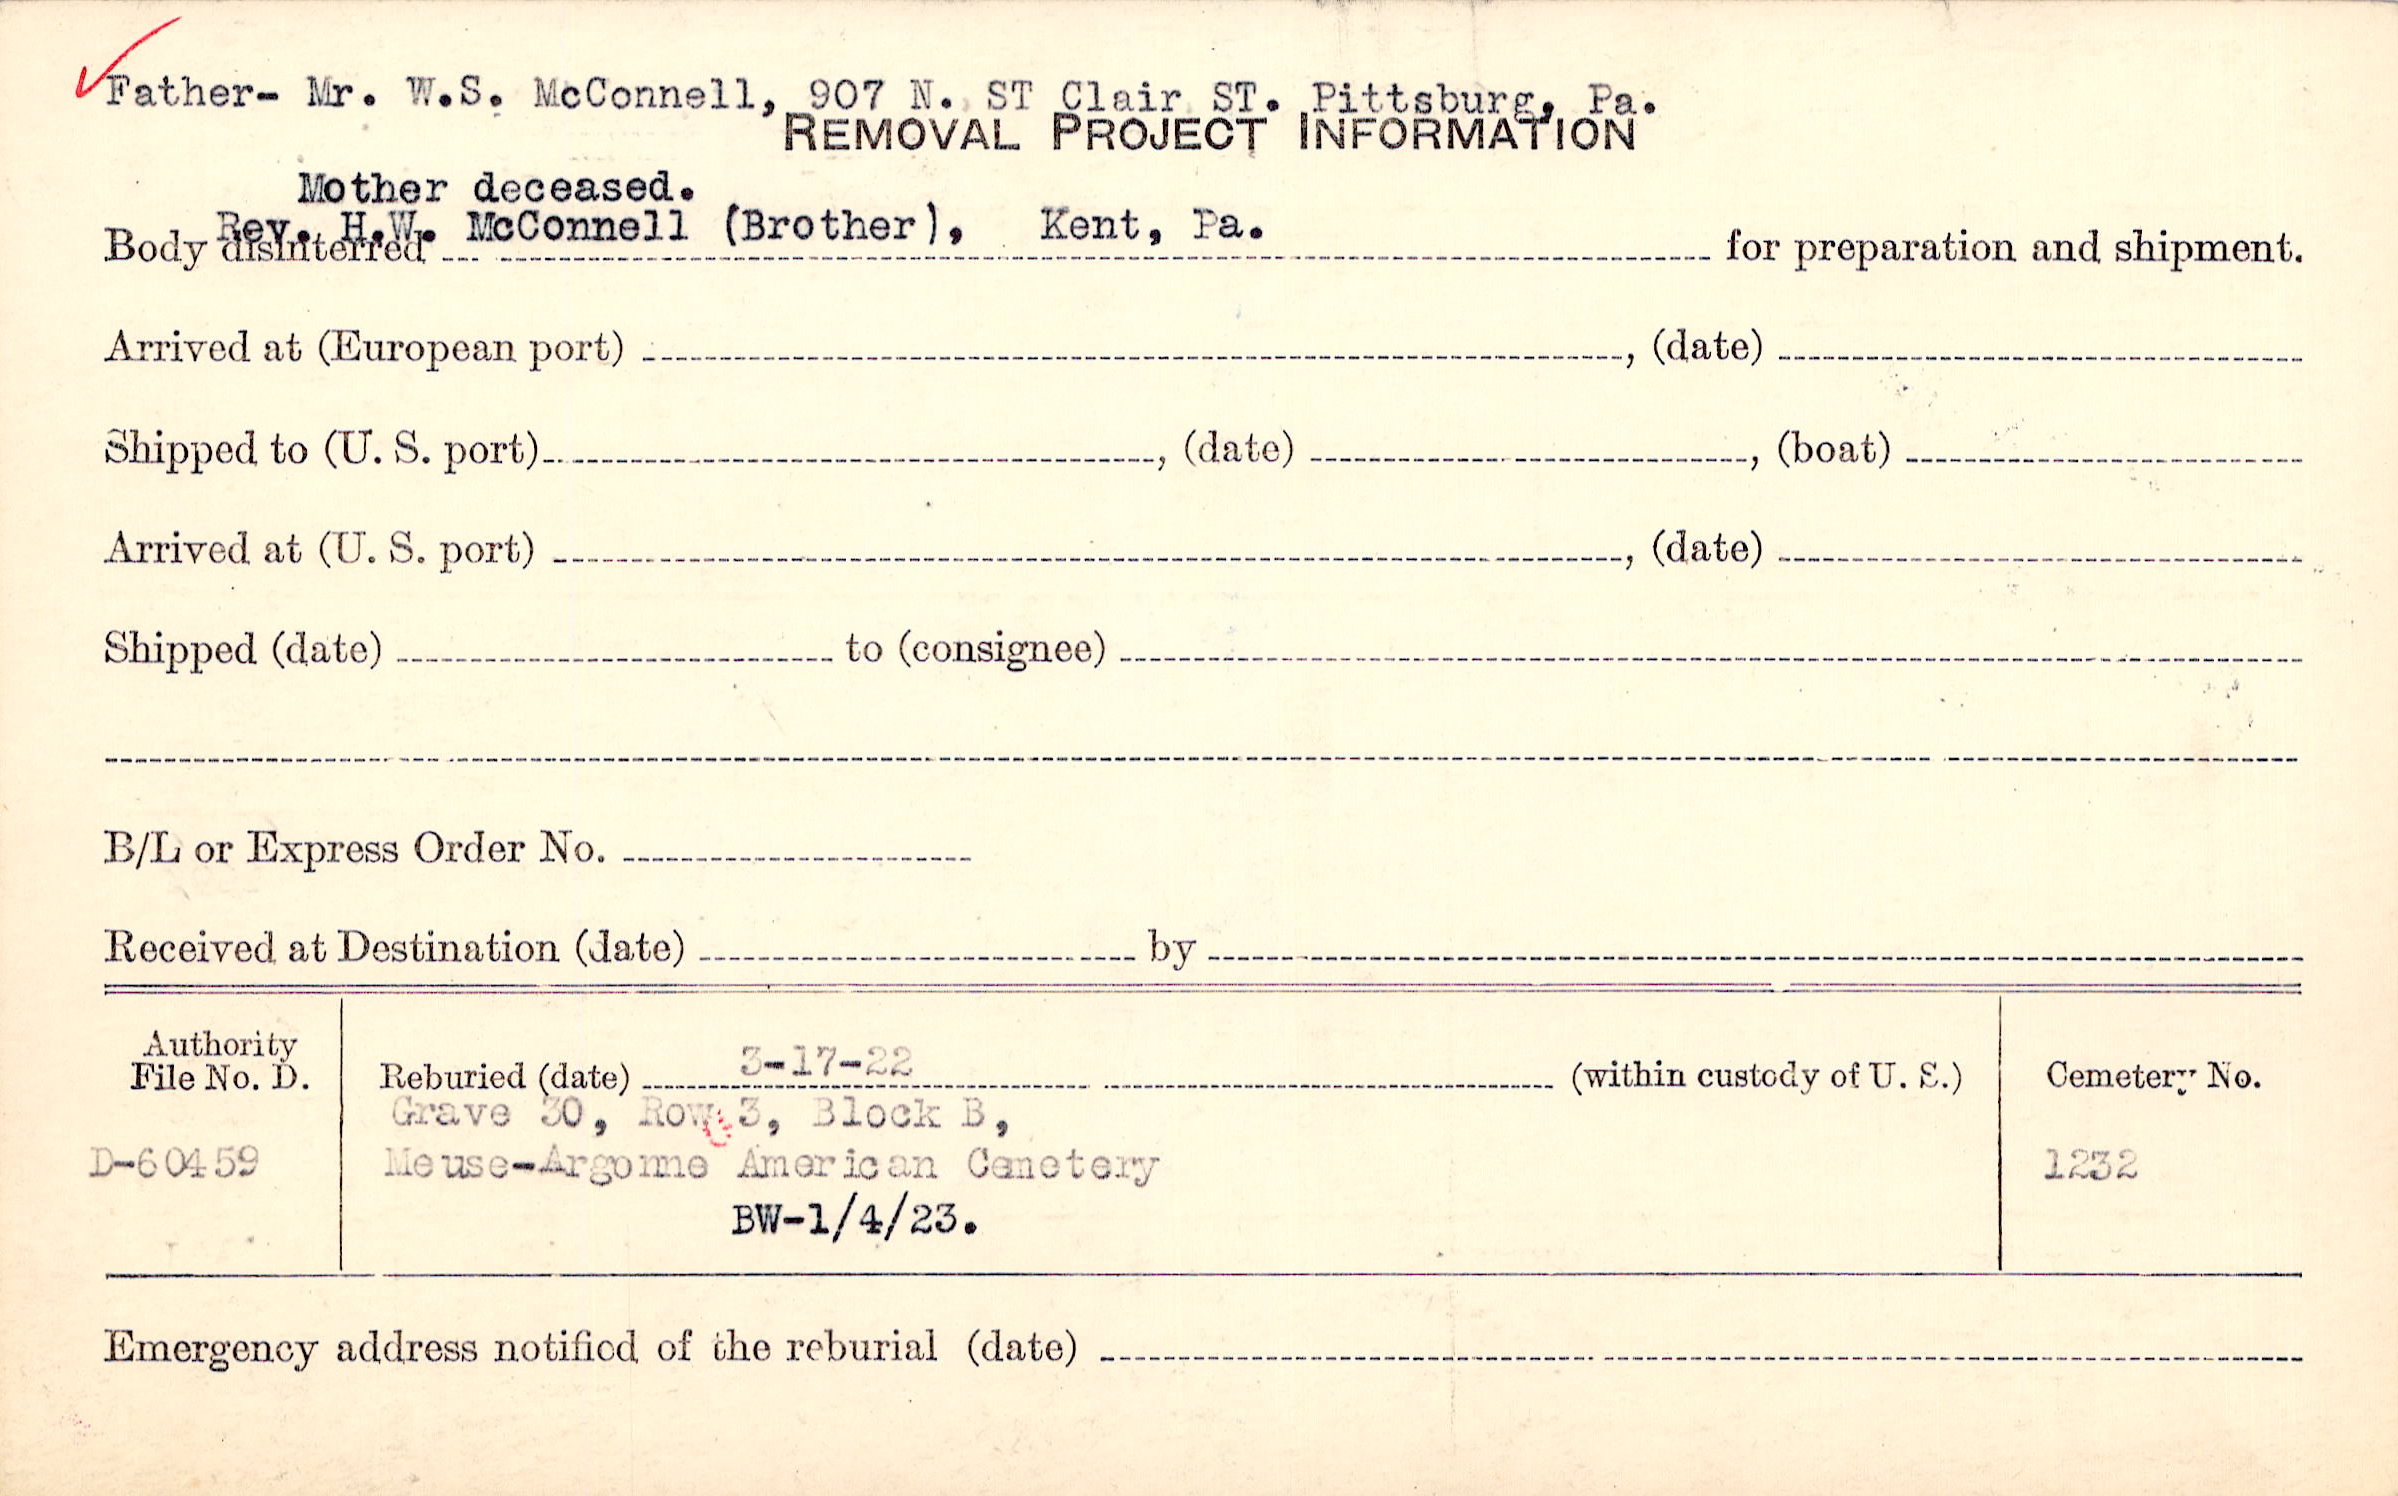 Father- Mr. W.S. McConnell, 907 N. ST Clair ST. Pittsburg, Pa.
REMOVAL PROJECT INFORMATION
Mother deceased.
Rev. H.W. McConnell (Brother), Kent, Pa.
Body disinterred for preparation and shipment.
Arrived at (European port) , (date)
Shipped to (U. S. port) , (date) , (boat)
Arrived at (U. S. port) , (date)
Shipped (date) to (consignee)
B/L or Express Order No.
Received at Destination (date) by
Authority
File No. D.
D-60459
Reburied (date) 3-17-22 (within custody of U. S.)
Grave 30, Row 3, Block B,
Meuse-Argonne American Cemetery
BW-1/4/23.
Cemetery No.
1232
Emergency address notified of the reburial (date)